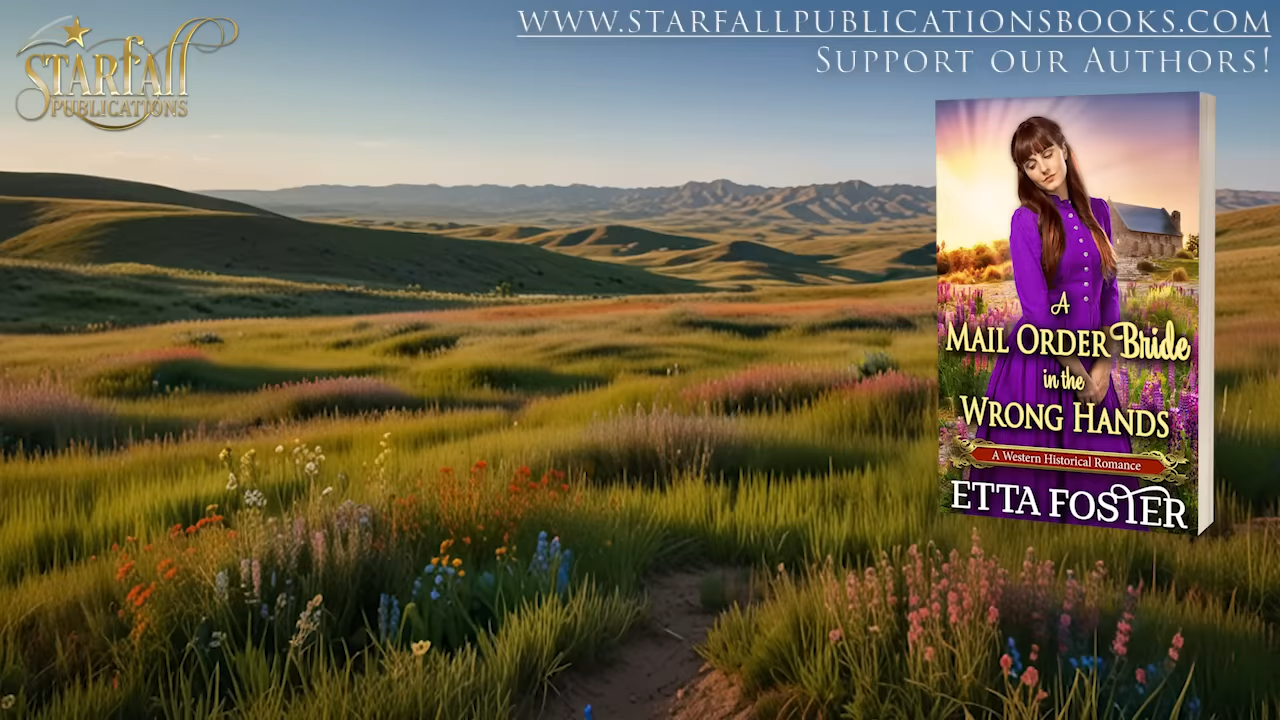 STARfall
PUBLICATIONS
WWW.STARFALLPUBLICATIONSBOOKS.COM
SUPPORT OUR AUTHORS!
A
MAIL ORDER Bride
in the
WRONG HANDS
A Western Historical Romance
ETTA FOSTER